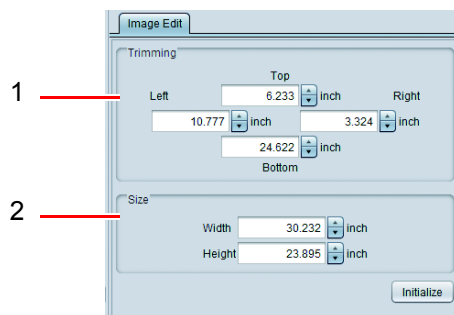 Image Edit
Trimming
Top
1
Left 6.233 inch Right
10.777 inch 3.324 inch
24.622 inch
Bottom
Size
2
Width 30.232 inch
Height 23.895 inch
Initialize